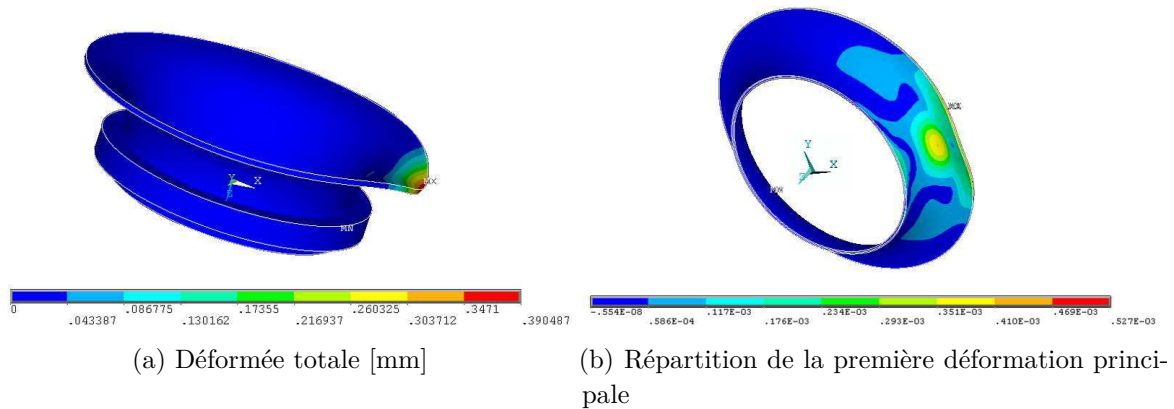 Y
X
Z
MX
MN
0
.086775
.17355
.260325
.3471
.043387
.130162
.216937
.303712
.390487
(a) Déformée totale [mm]
MX
Y
X
Z
MN
-.554E-08
.117E-03
.234E-03
.351E-03
.469E-03
.586E-04
.176E-03
.293E-03
.410E-03
.527E-03
(b) Répartition de la première déformation princi-
pale